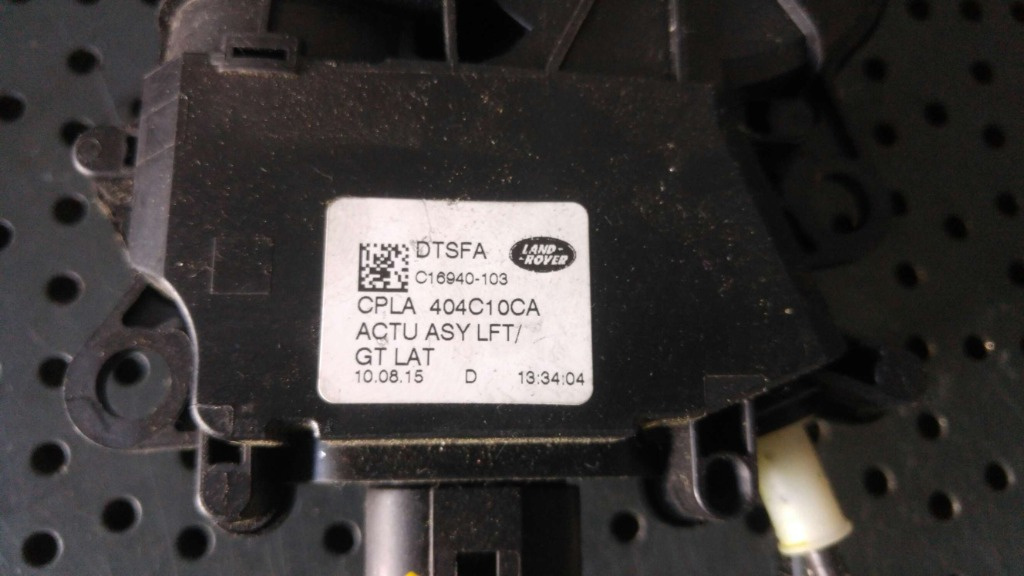 DTSFA LAND-ROVER
C16940-103
CPLA 404C10CA
ACTU ASY LFT/
GT LAT
10.08.15 D 13:34:04